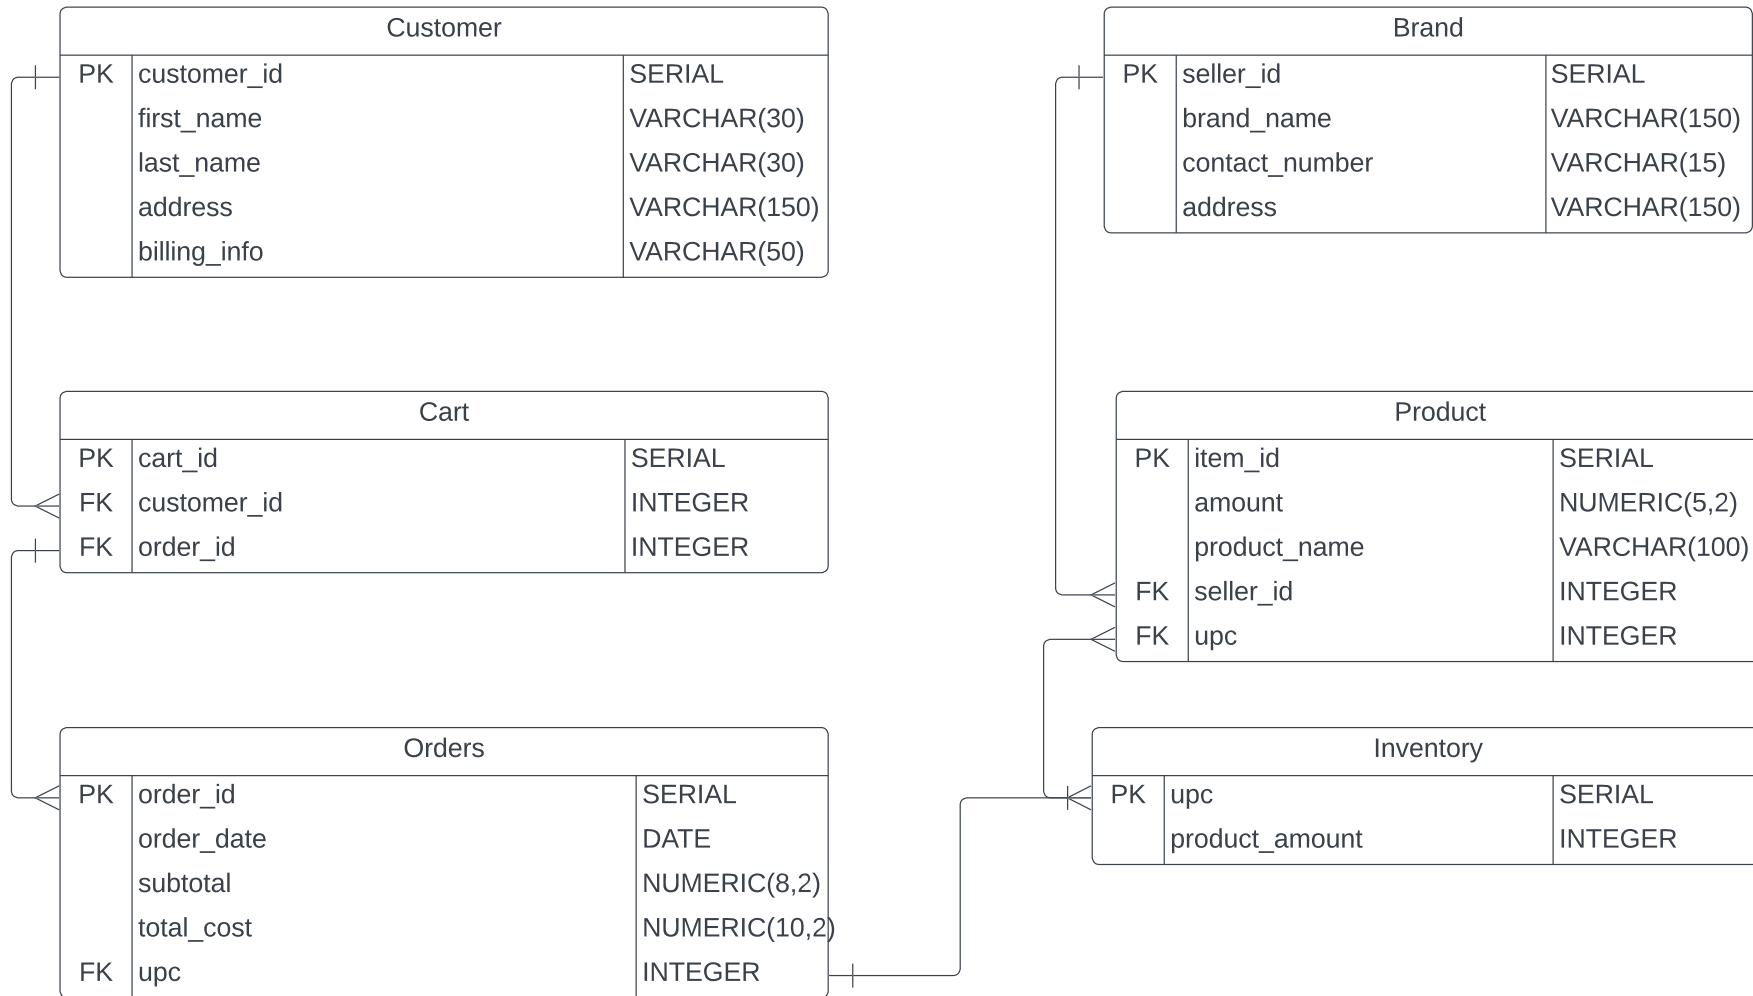 Customer
PK customer_id SERIAL
first_name VARCHAR(30)
last_name VARCHAR(30)
address VARCHAR(150)
billing_info VARCHAR(50)
Brand
PK seller_id SERIAL
brand_name VARCHAR(150)
contact_number VARCHAR(15)
address VARCHAR(150)
Cart
PK cart_id SERIAL
FK customer_id INTEGER
FK order_id INTEGER
Product
PK item_id SERIAL
amount NUMERIC(5,2)
product_name VARCHAR(100)
FK seller_id INTEGER
FK upc INTEGER
Orders
PK order_id SERIAL
order_date DATE
subtotal NUMERIC(8,2)
total_cost NUMERIC(10,2)
FK upc INTEGER
Inventory
PK upc SERIAL
product_amount INTEGER